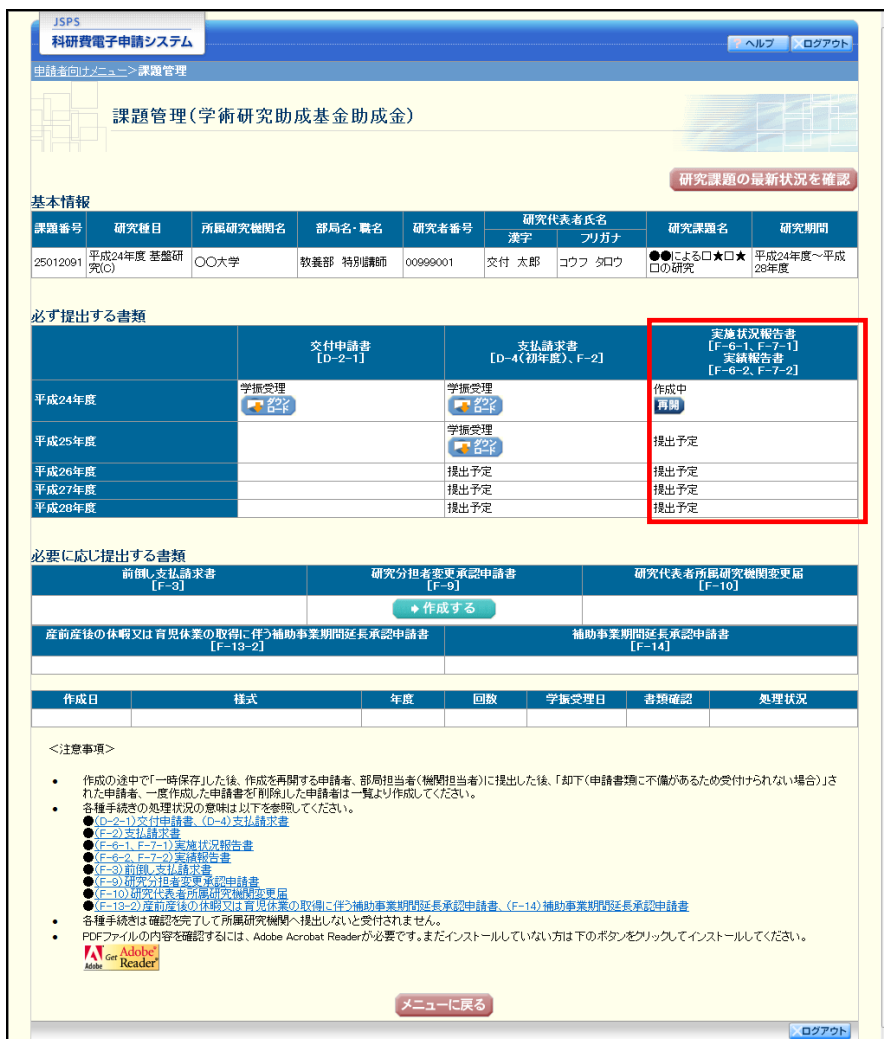 JSPS
科研費電子申請システム
ヘルプ ログアウト
申請者向けメニュー>課題管理
課題管理(学術研究助成基金助成金)
研究課題の最新状況を確認
基本情報
課題番号 研究種目 所属研究機関名 部局名・職名 研究者番号 研究代表者氏名 研究課題名 研究期間
漢字 フリガナ
25012091 平成24年度 基盤研究(C) 〇〇大学 教養部 特別講師 00999001 交付 太郎 コウフ タロウ ●●による□★□★□の研究 平成24年度~平成28年度
必ず提出する書類
交付申請書
[D-2-1]
支払請求書
[D-4(初年度)、F-2]
実施状況報告書
[F-6-1、F-7-1]
実績報告書
[F-6-2、F-7-2]
平成24年度
学振受理
ダウンロード
学振受理
ダウンロード
作成中
再開
平成25年度
学振受理
ダウンロード
提出予定
平成26年度 提出予定 提出予定
平成27年度 提出予定 提出予定
平成28年度 提出予定 提出予定
必要に応じ提出する書類
前倒し支払請求書
[F-3]
研究分担者変更承認申請書
[F-9]
研究代表者所属研究機関変更届
[F-10]
作成する
産前産後の休暇又は育児休業の取得に伴う補助事業期間延長承認申請書
[F-13-2]
補助事業期間延長承認申請書
[F-14]
作成日 様式 年度 回数 学振受理日 書類確認 処理状況
<注意事項>
• 作成の途中で「一時保存」した後、作成を再開する申請者、部局担当者(機関担当者)に提出した後、「却下(申請書類に不備があるため受付けられない場合)」さ
れた申請者、一度作成した申請書を「削除」した申請者は一覧より作成してください。
• 各種手続きの処理状況の意味は以下を参照してください。
●(D-2-1)交付申請書、(D-4)支払請求書
●(F-2)支払請求書
●(F-6-1、F-7-1)実施状況報告書
●(F-6-2、F-7-2)実績報告書
●(F-3)前倒し支払請求書
●(F-9)研究分担者変更承認申請書
●(F-10)研究代表者所属研究機関変更届
●(F-13-2)産前産後の休暇又は育児休業の取得に伴う補助事業期間延長承認申請書、(F-14)補助事業期間延長承認申請書
• 各種手続きは確認を完了して所属研究機関へ提出しないと受付されません。
• PDFファイルの内容を確認するには、Adobe Acrobat Readerが必要です。まだインストールしていない方は下のボタンをクリックしてインストールしてください。
Adobe Get Adobe Reader
メニューに戻る
ログアウト